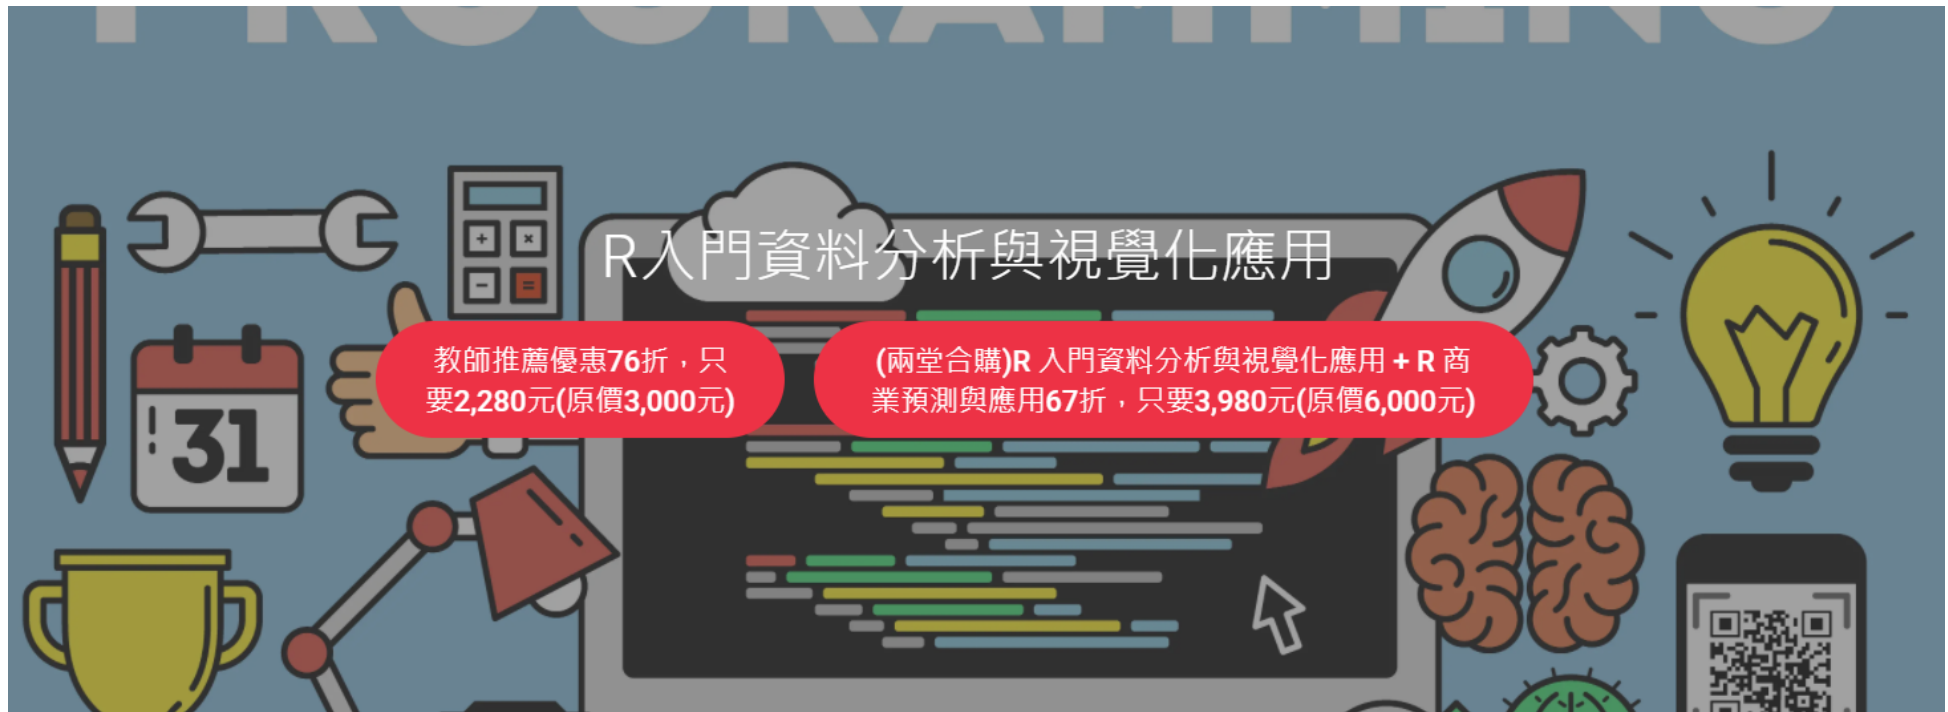 PROGRAMMING
R入門資料分析與視覺化應用
教師推薦優惠76折，只
要2,280元(原價3,000元)
(兩堂合購)R 入門資料分析與視覺化應用 + R 商
業預測與應用67折，只要3,980元(原價6,000元)
+ ×
- =
31